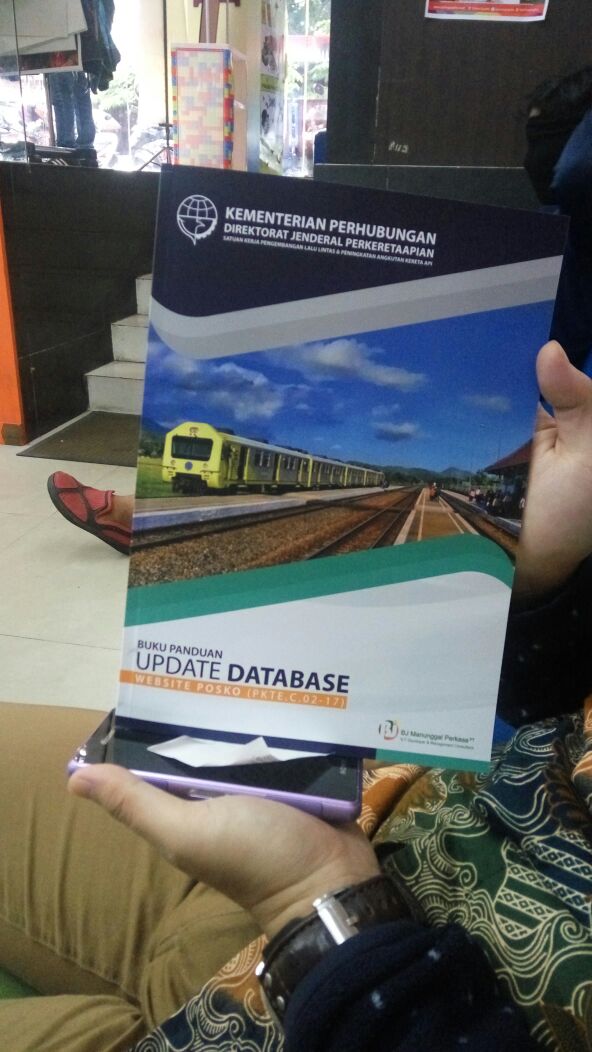 KEMENTERIAN PERHUBUNGAN
DIREKTORAT JENDERAL PERKERETAAPIAN
SATUAN KERJA PENGEMBANGAN LALU LINTAS & PENINGKATAN ANGKUTAN KERETA API
BUKU PANDUAN
UPDATE DATABASE
WEBSITE POSKO (PKTE.C.02-17)
BJ Manunggal Perkasa PT